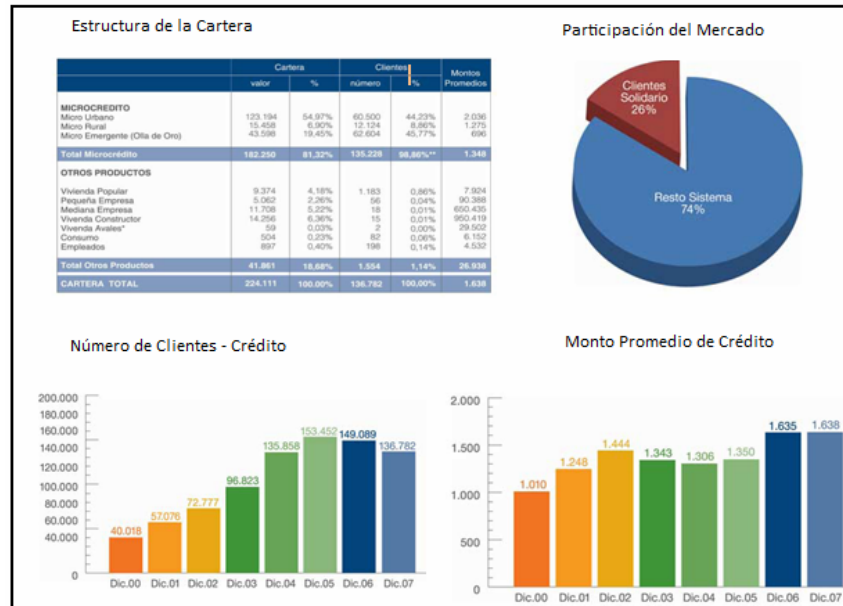 Estructura de la Cartera
Cartera Clientes Montos Promedios
valor % número %
MICROCREDITO
Micro Urbano 123.194 54,97% 60.500 44,23% 2.036
Micro Rural 15.458 6,90% 12.124 8,86% 1.275
Micro Emergente (Olla de Oro) 43.598 19,45% 62.604 45,77% 696
Total Microcrédito 182.250 81,32% 135.228 98,86%** 1.348
OTROS PRODUCTOS
Vivienda Popular 9.374 4,18% 1.183 0,86% 7.924
Pequeña Empresa 5.062 2,26% 56 0,04% 90.388
Mediana Empresa 11.708 5,22% 18 0,01% 650.435
Vivenda Constructor 14.256 6,36% 15 0,01% 950.419
Vivenda Avales* 59 0,03% 2 0,00% 29.502
Consumo 504 0,23% 82 0,06% 6.152
Empleados 897 0,40% 198 0,14% 4.532
Total Otros Productos 41.861 18,68% 1.554 1,14% 26.938
CARTERA TOTAL 224.111 100.00% 136.782 100,00% 1.638
Participación del Mercado
Clientes
Solidario
26%
Resto Sistema
74%
Número de Clientes - Crédito
200.000
160.000
140.000
120.000
100.000
80.000
60.000
40.000
0
40.018 57.076 72.777 96.823 135.858 153.452 149.089 136.782
Dic.00 Dic.01 Dic.02 Dic.03 Dic.04 Dic.05 Dic.06 Dic.07
Monto Promedio de Crédito
2.000
1.500
1.000
500
0
1.010 1.248 1.444 1.343 1.306 1.350 1.635 1.638
Dic.00 Dic.01 Dic.02 Dic.03 Dic.04 Dic.05 Dic.06 Dic.07